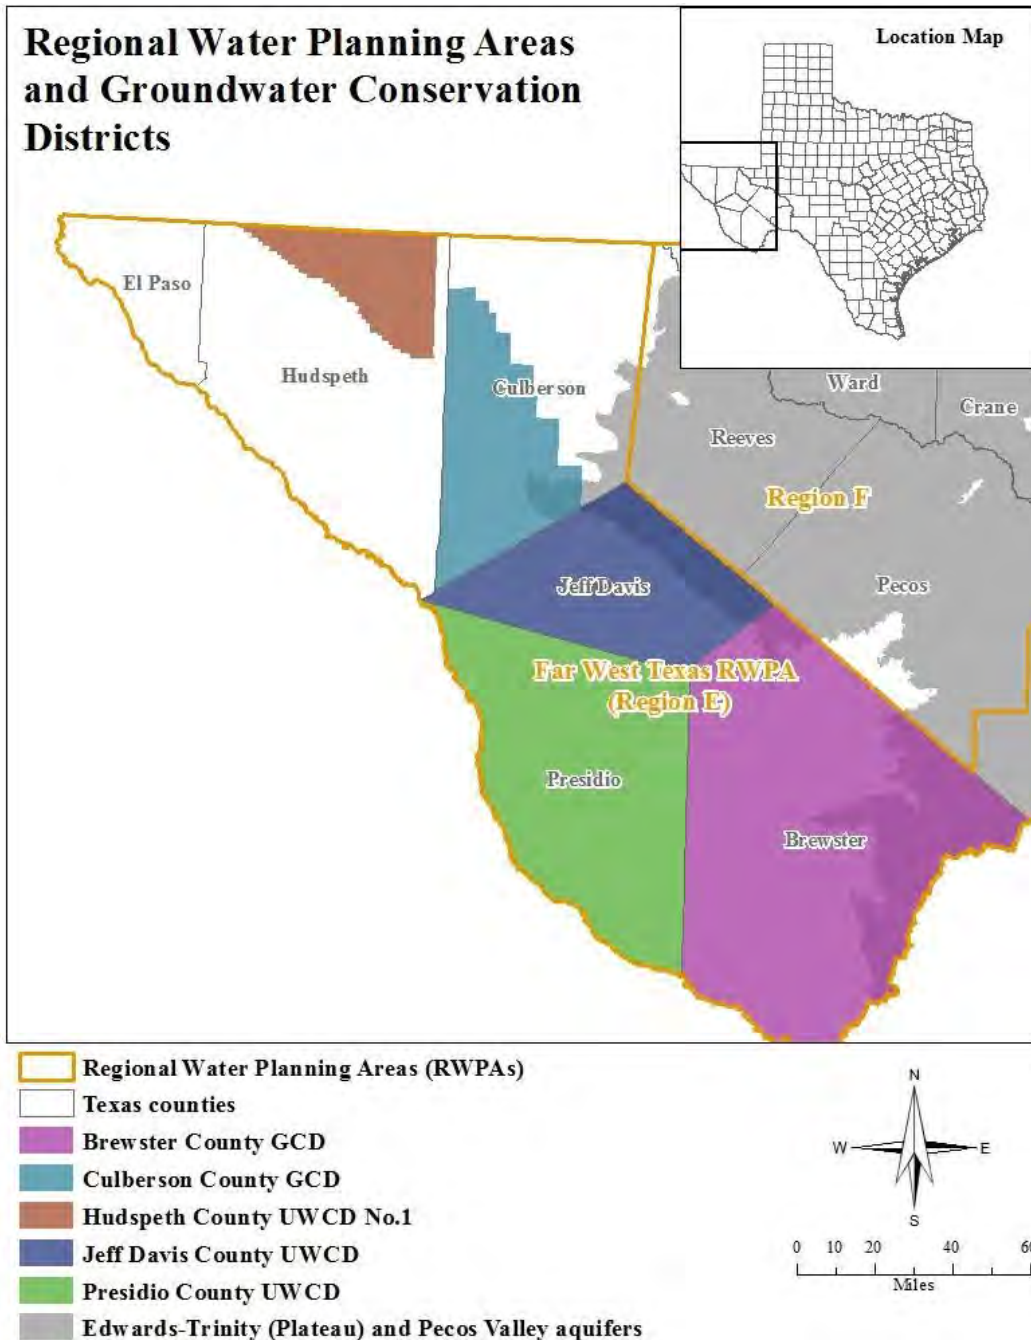 Regional Water Planning Areas
and Groundwater Conservation
Districts
Location Map
El Paso
Hudspeth
Culberson
Ward
Crane
Reeves
Region F
Jeff Davis
Pecos
Far West Texas RWPA
(Region E)
Presidio
Brewster
Regional Water Planning Areas (RWPAs)
Texas counties
Brewster County GCD
Culberson County GCD
Hudspeth County UWCD No.1
Jeff Davis County UWCD
Presidio County UWCD
Edwards-Trinity (Plateau) and Pecos Valley aquifers
N
W E
S
0 10 20 40 60
Miles